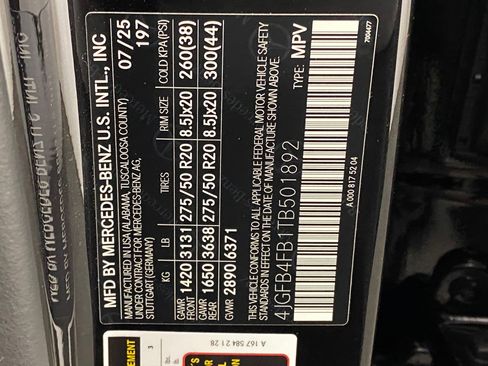 MFD BY MERCEDES-BENZ U.S. INTL., INC
MANUFACTURED IN USA (ALABAMA, TUSCALOOSA COUNTY) 07/25
UNDER CONTRACT FOR MERCEDES-BENZ AG, 197
STUTTGART (GERMANY)
KG LB TIRES RIM SIZE COLD KPA (PSI)
GAWR FRONT 1420 3131 275/50 R20 8.5Jx20 260(38)
GAWR REAR 1650 3638 275/50 R20 8.5Jx20 300(44)
GVWR 2890 6371
VEHICLE CONFORMS TO ALL APPLICABLE FEDERAL MOTOR VEHICLE SAFETY
STANDARDS IN EFFECT ON DATE OF MANUFACTURE SHOWN ABOVE
TYPE: MPV
4JGFB4FB1TB501892
A 000 817 52 04
7004477
A 167 584 21 28
3